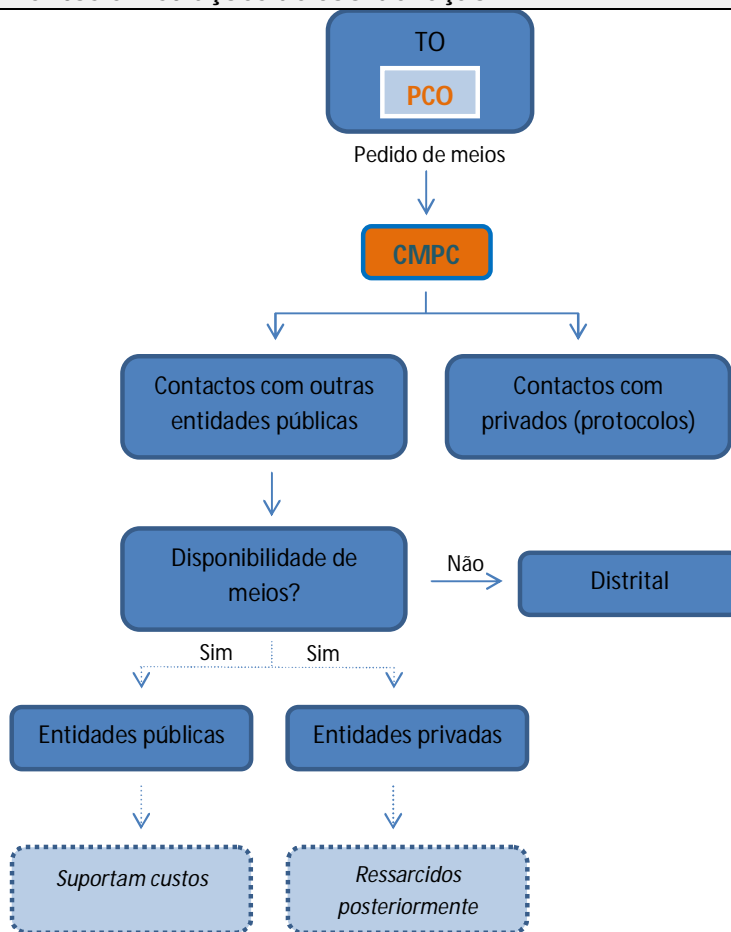 TO
PCO
Pedido de meios
CMPC
Contactos com outras
entidades públicas
Contactos com
privados (protocolos)
Disponibilidade de
meios?
Não
Distrital
Sim
Sim
Entidades públicas
Entidades privadas
Suportam custos
Ressarcidos
posteriormente